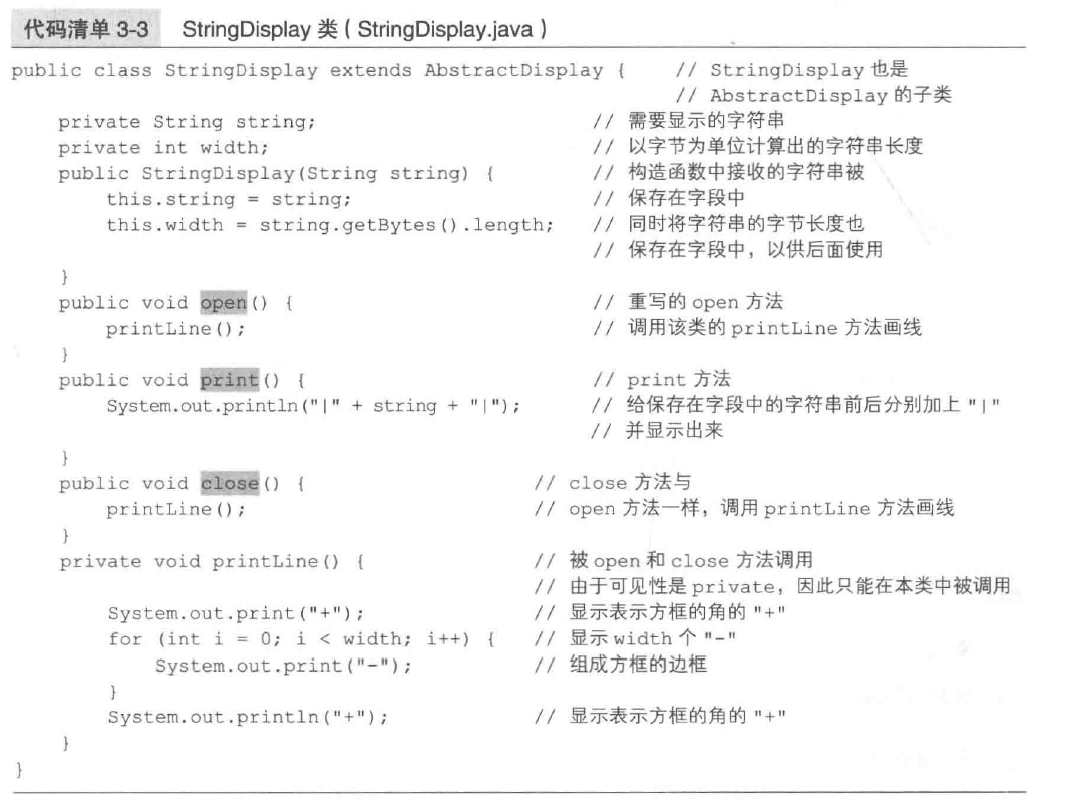 代码清单 3-3 StringDisplay 类 ( StringDisplay.java )
public class StringDisplay extends AbstractDisplay { // StringDisplay 也是
// AbstractDisplay 的子类
private String string; // 需要显示的字符串
private int width; // 以字节为单位计算出的字符串长度
public StringDisplay(String string) { // 构造函数中接收的字符串被
this.string = string; // 保存在字段中
this.width = string.getBytes().length; // 同时将字符串的字节长度也
// 保存在字段中，以供后面使用
}
public void open() { // 重写的 open 方法
printLine(); // 调用该类的 printLine 方法画线
}
public void print() { // print 方法
System.out.println("|" + string + "|"); // 给保存在字段中的字符串前后分别加上 "|"
// 并显示出来
}
public void close() { // close 方法与
printLine(); // open 方法一样，调用 printLine 方法画线
}
private void printLine() { // 被 open 和 close 方法调用
// 由于可见性是 private，因此只能在本类中被调用
System.out.print("+"); // 显示表示方框的角的 "+"
for (int i = 0; i < width; i++) { // 显示 width 个 "-"
System.out.print("-"); // 组成方框的边框
}
System.out.println("+"); // 显示表示方框的角的 "+"
}
}